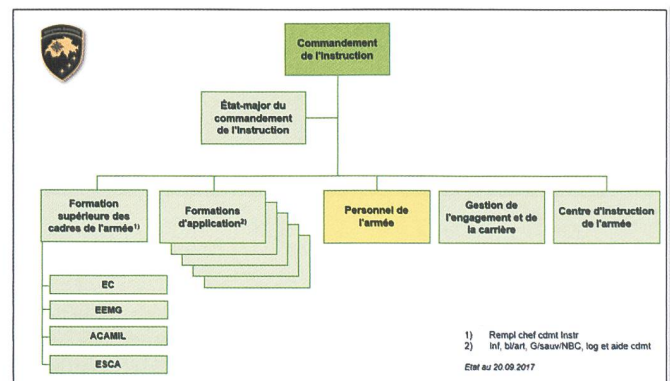 Commandement
de l'Instruction
État-major du
commandement
de l'Instruction
Formation
supérieure des
cadres de l'armée¹⁾
Formations
d'application²⁾
Personnel de
l'armée
Gestion de
l'engagement et de
la carrière
Centre d'instruction
de l'armée
EC
EEMG
ACAMIL
ESCA
1) Rempl chef cdmt Instr
2) Inf, bl/art, G/sauv/NBC, log et aide cdmt
Etat au 20.09.2017